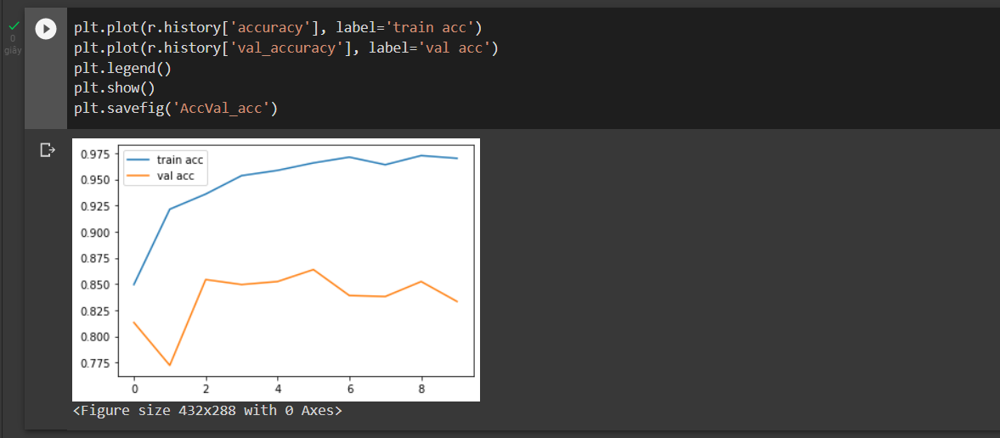 plt.plot(r.history['accuracy'], label='train acc')
plt.plot(r.history['val_accuracy'], label='val acc')
plt.legend()
plt.show()
plt.savefig('AccVal_acc')
0
giây
train acc
val acc
0.975
0.950
0.925
0.900
0.875
0.850
0.825
0.800
0.775
0 2 4 6 8
<Figure size 432x288 with 0 Axes>